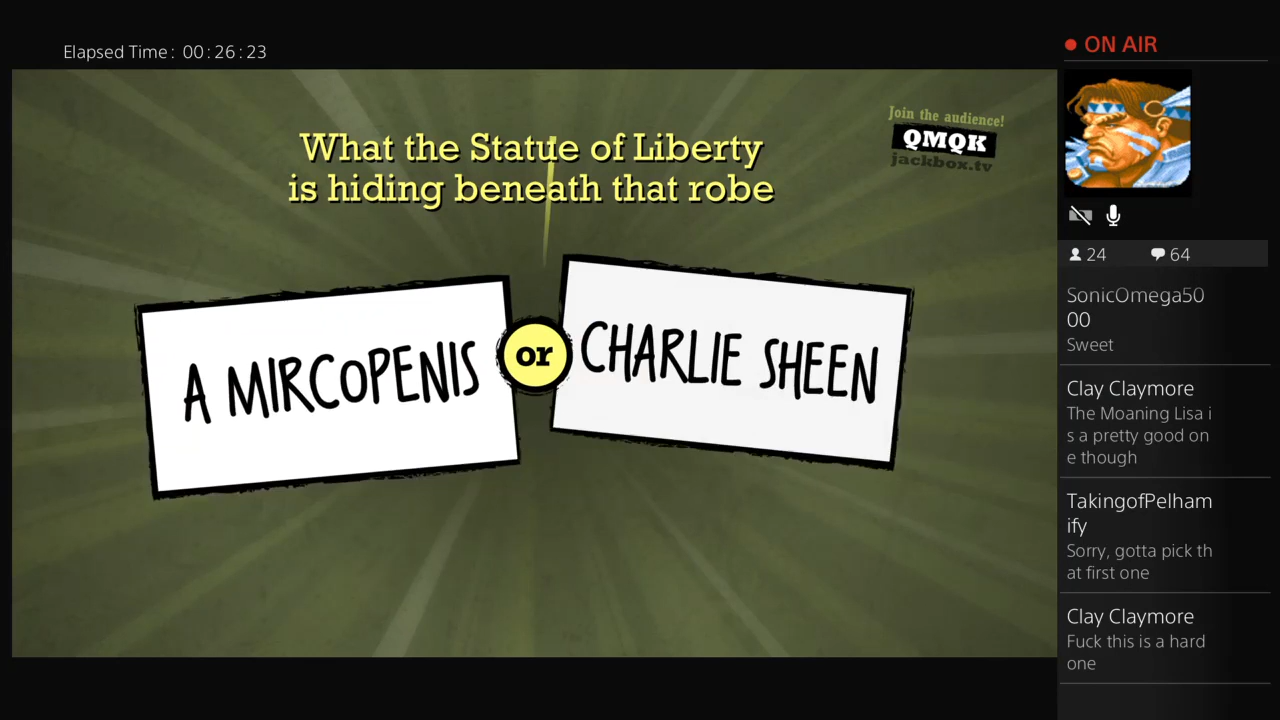 Elapsed Time: 00:26:23
ON AIR
What the Statue of Liberty
is hiding beneath that robe
Join the audience!
QMQK
jackbox.tv
A MIRCOPENIS
or
CHARLIE SHEEN
24
64
SonicOmega50
00
Sweet
Clay Claymore
The Moaning Lisa i
s a pretty good on
e though
TakingofPelham
ify
Sorry, gotta pick th
at first one
Clay Claymore
Fuck this is a hard
one